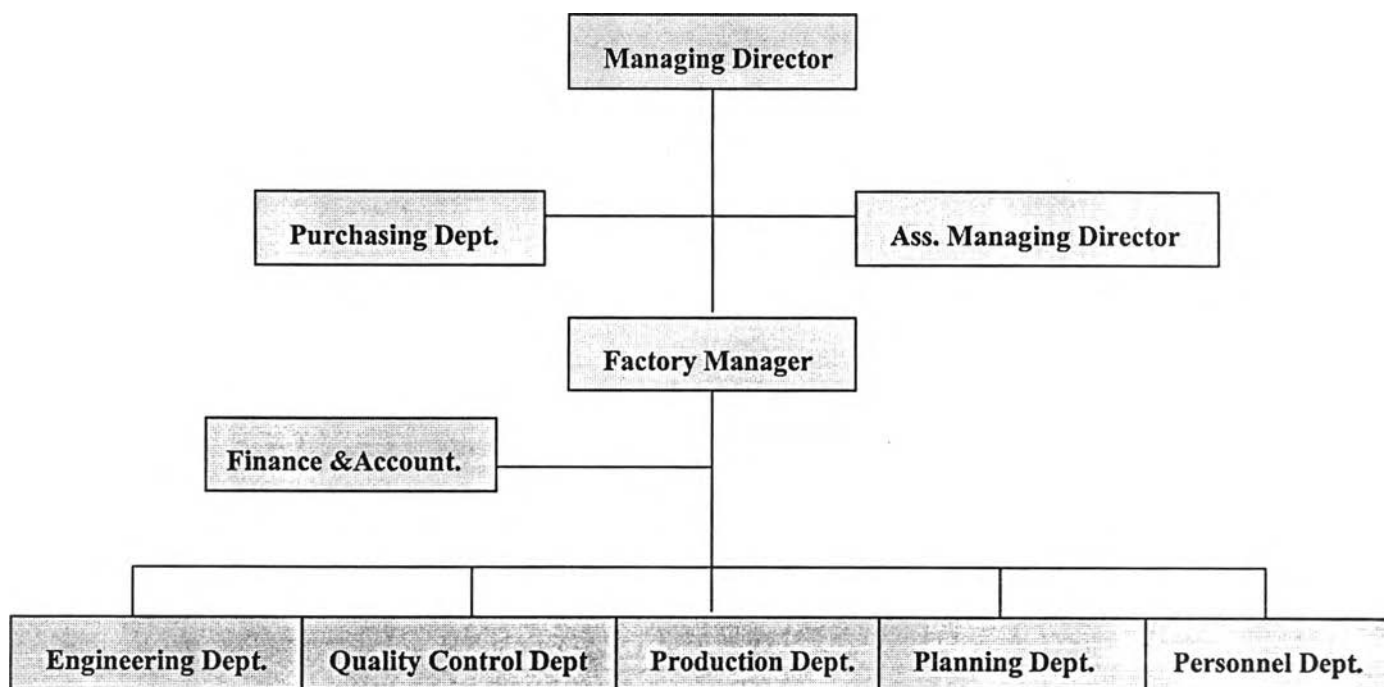 Managing Director
Purchasing Dept.
Ass. Managing Director
Factory Manager
Finance &Account.
Engineering Dept.
Quality Control Dept
Production Dept.
Planning Dept.
Personnel Dept.